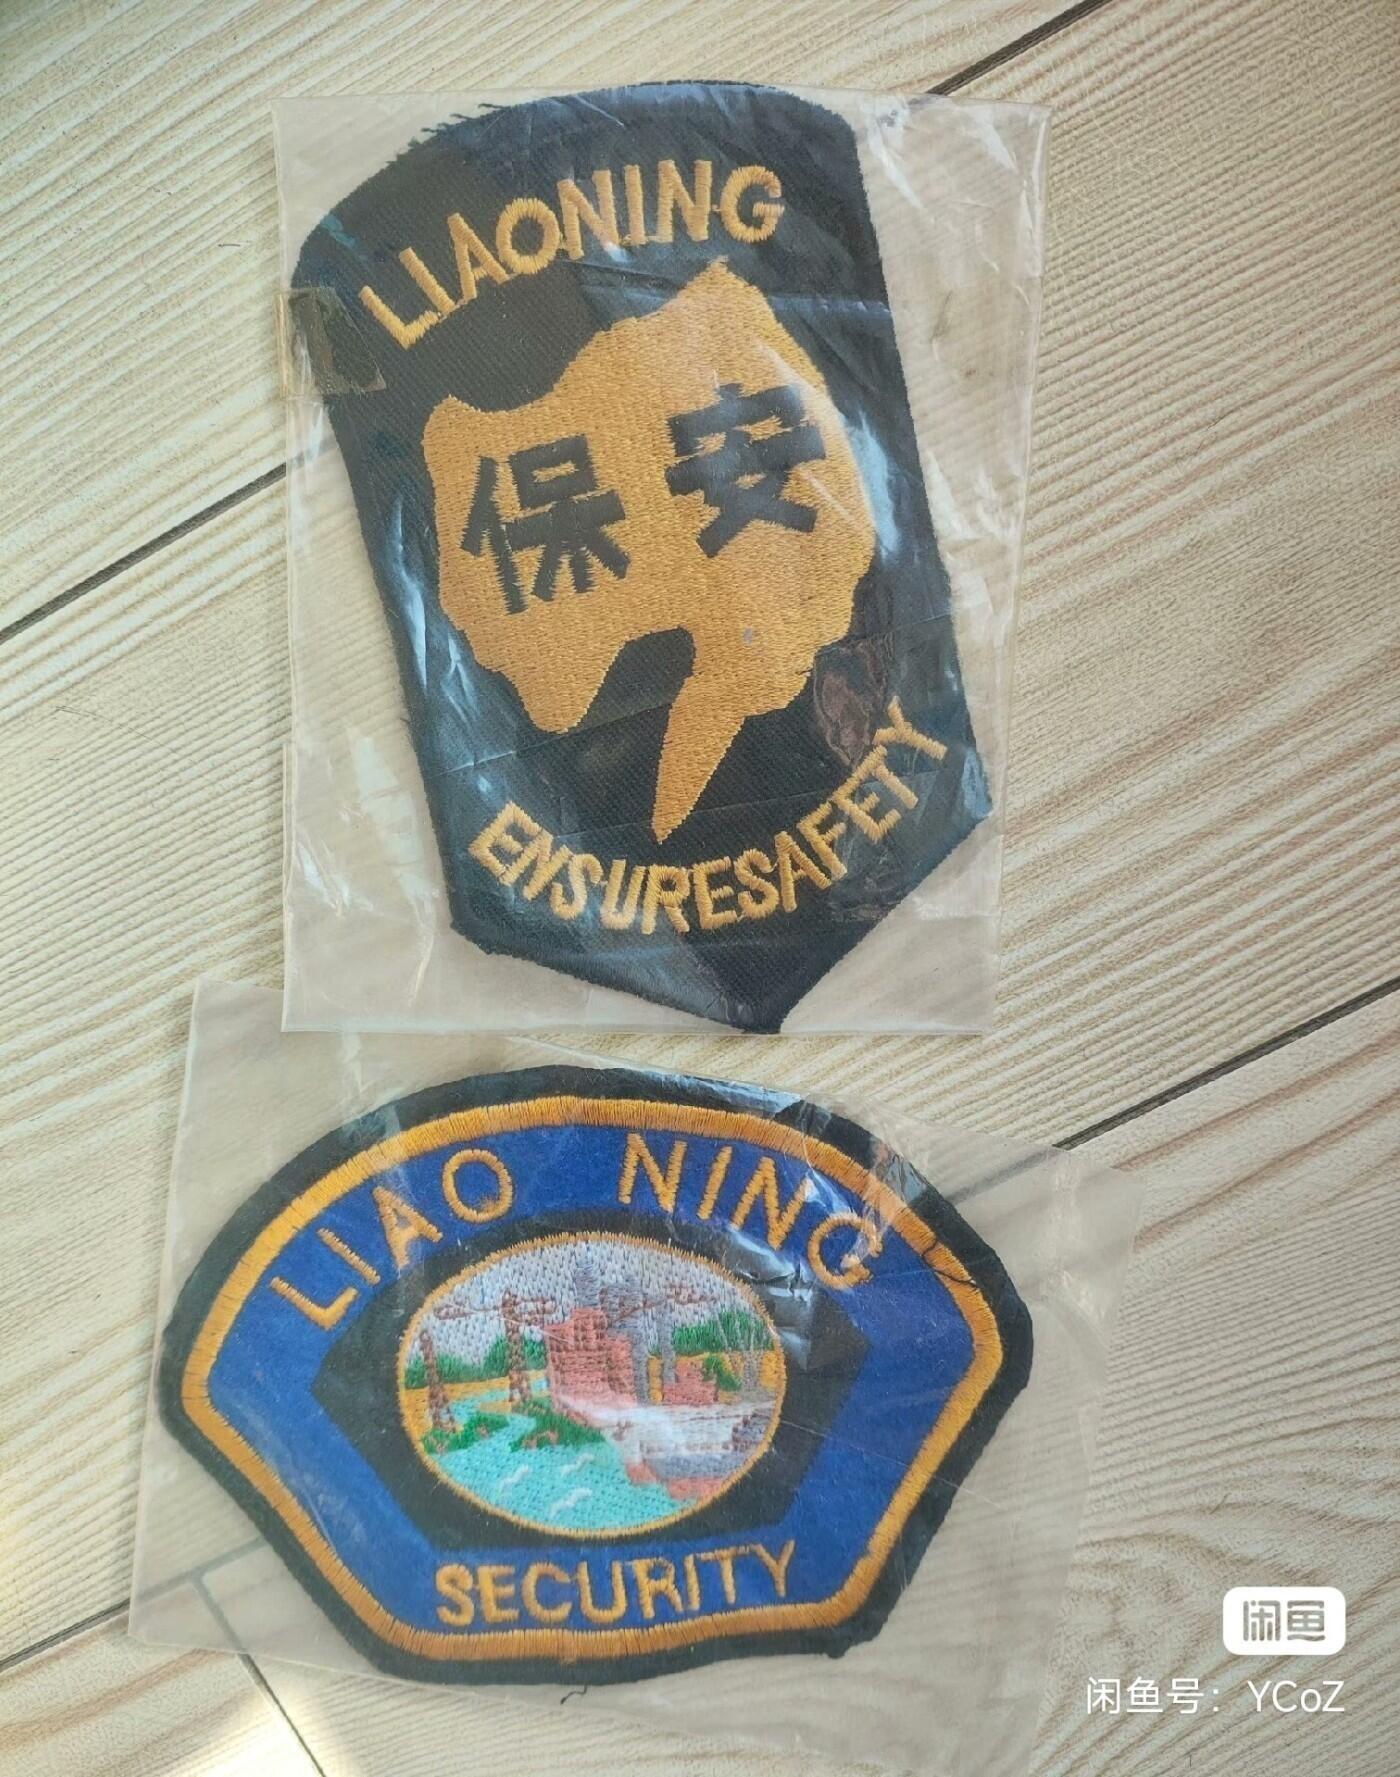 LIAONING
保安
ENSURESAFETY
LIAO NING
SECURITY
闲鱼
闲鱼号：YCoZ